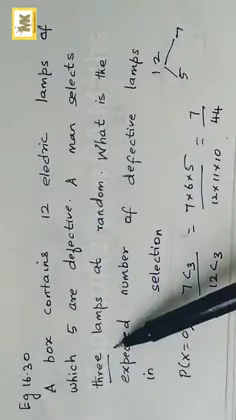 Eg 16.30
A box contains 12 electric lamps of
which 5 are defective. A man selects
three lamps at random. What is the
expected number of defective lamps
in selection
12
7
5
P(X=0) 7C3 / 12C3 = 7×6×5 / 12×11×10 = 7 / 44